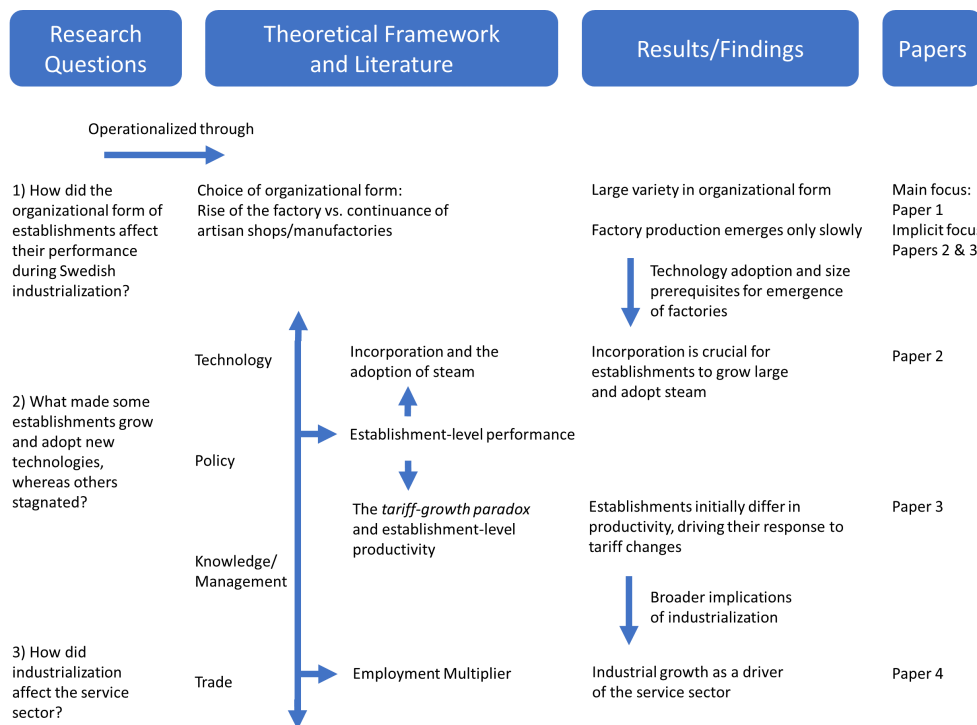 Research
Questions
Theoretical Framework
and Literature
Results/Findings
Papers
Operationalized through
1) How did the
organizational form of
establishments affect
their performance
during Swedish
industrialization?
Choice of organizational form:
Rise of the factory vs. continuance of
artisan shops/manufactories
Large variety in organizational form
Factory production emerges only slowly
Main focus:
Paper 1
Implicit focus
Papers 2 & 3
Technology adoption and size
prerequisites for emergence
of factories
Technology
Incorporation and the
adoption of steam
Incorporation is crucial for
establishments to grow large
and adopt steam
Paper 2
2) What made some
establishments grow
and adopt new
technologies,
whereas others
stagnated?
Establishment-level performance
Policy
The tariff-growth paradox
and establishment-level
productivity
Establishments initially differ in
productivity, driving their response to
tariff changes
Paper 3
Knowledge/
Management
Broader implications
of industrialization
3) How did
industrialization
affect the service
sector?
Trade
Employment Multiplier
Industrial growth as a driver
of the service sector
Paper 4